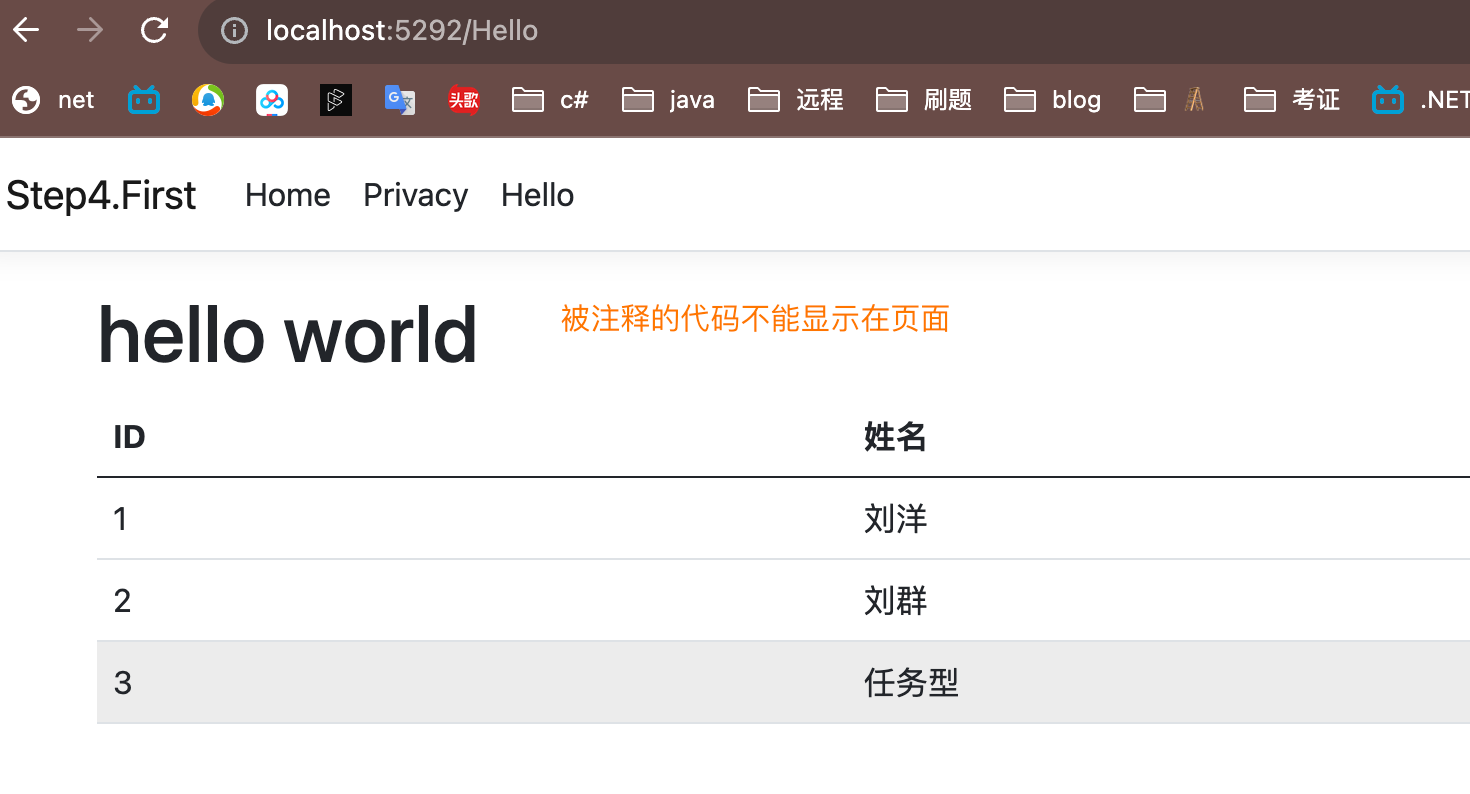 localhost:5292/Hello
net 头歌 c# java 远程 刷题 blog 考证 .NET
Step4.First Home Privacy Hello
hello world 被注释的代码不能显示在页面
ID 姓名
1 刘洋
2 刘群
3 任务型